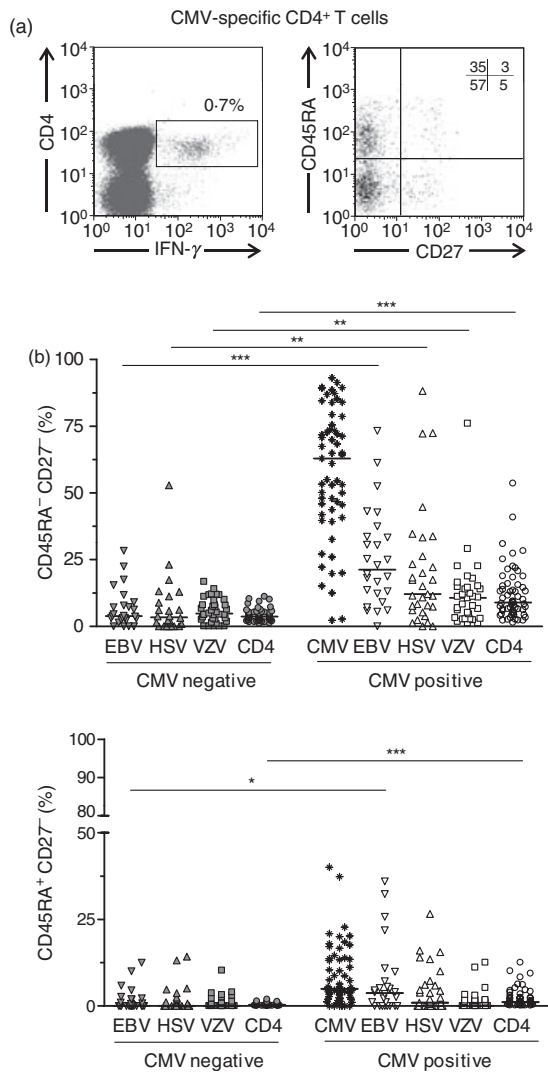 (a)
CMV-specific CD4⁺ T cells
10⁴
10³
10²
10¹
10⁰
CD4
0·7%
10⁰ 10¹ 10² 10³ 10⁴
IFN-γ
10⁴
10³
10²
10¹
10⁰
CD45RA
35 3
57 5
10⁰ 10¹ 10² 10³ 10⁴
CD27
(b)
***
**
**
***
100
75
50
25
0
CD45RA⁻ CD27⁻ (%)
EBV HSV VZV CD4 CMV EBV HSV VZV CD4
CMV negative CMV positive
***
*
100
90
80
50
25
0
CD45RA⁺ CD27⁻ (%)
EBV HSV VZV CD4 CMV EBV HSV VZV CD4
CMV negative CMV positive